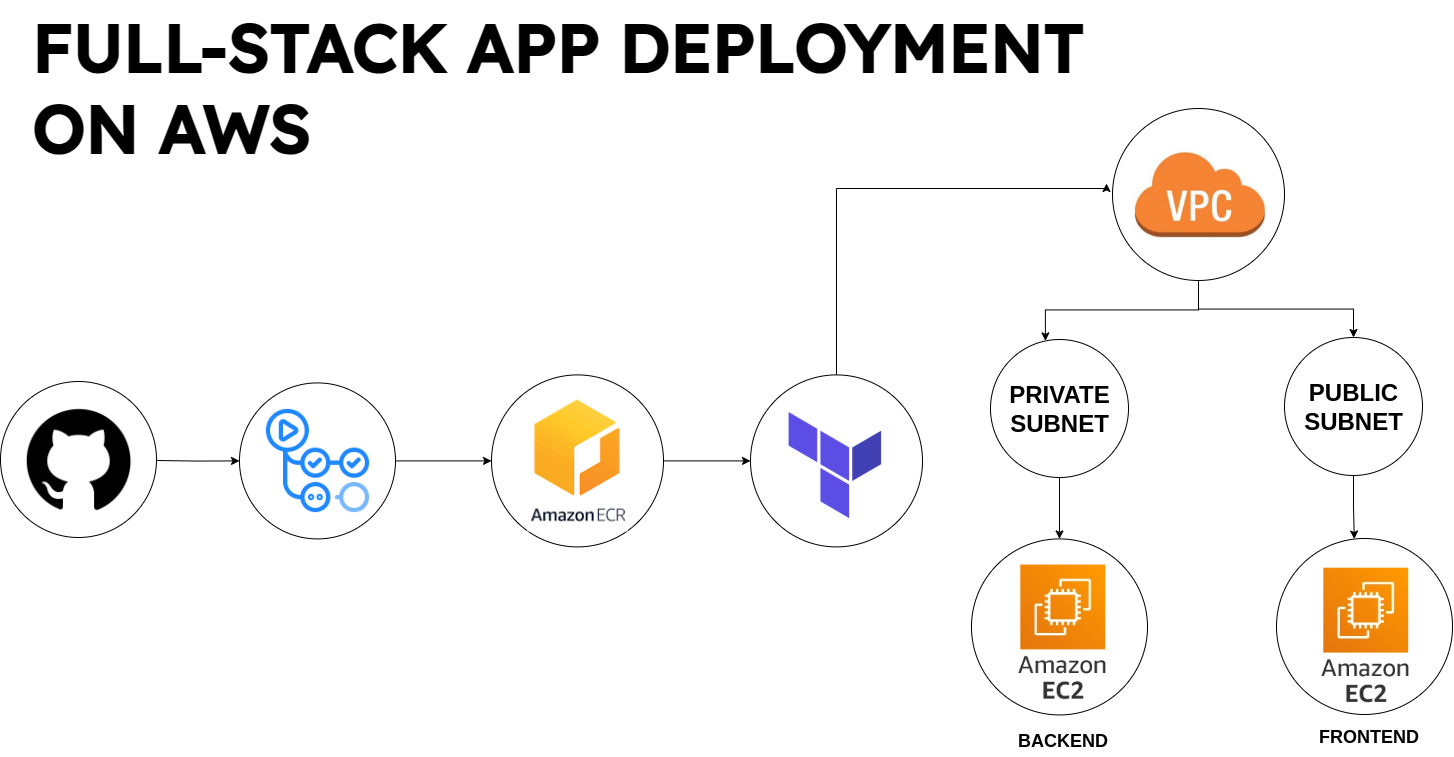 FULL-STACK APP DEPLOYMENT
ON AWS
VPC
PRIVATE
SUBNET
PUBLIC
SUBNET
Amazon ECR
Amazon
EC2
Amazon
EC2
BACKEND
FRONTEND